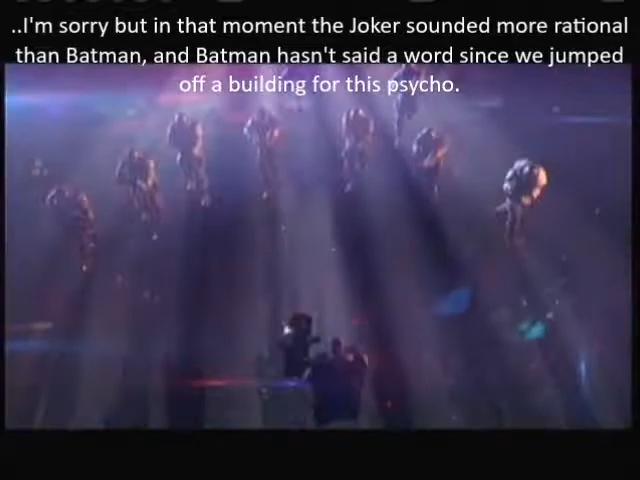 ..I'm sorry but in that moment the Joker sounded more rational
than Batman, and Batman hasn't said a word since we jumped
off a building for this psycho.